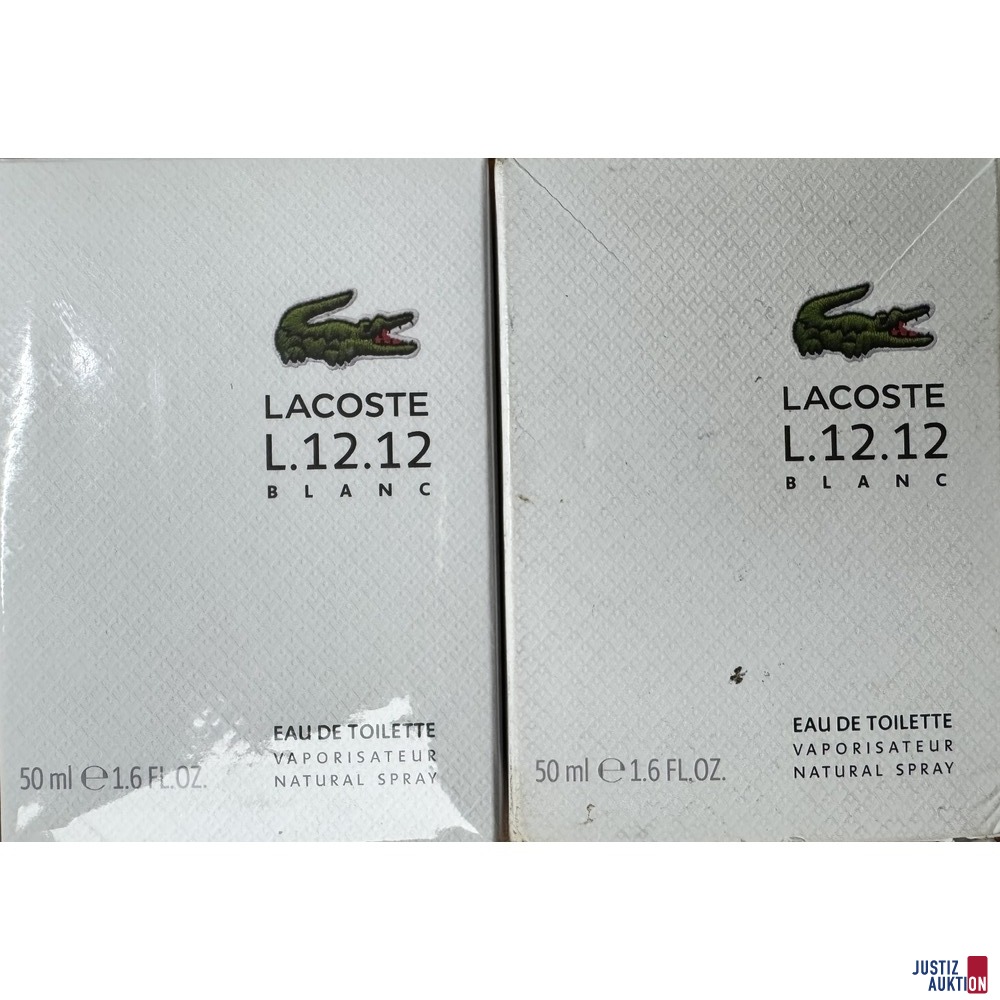 LACOSTE
L.12.12
BLANC
EAU DE TOILETTE
VAPORISATEUR
NATURAL SPRAY
50 ml ℮ 1.6 FL.OZ.
LACOSTE
L.12.12
BLANC
EAU DE TOILETTE
VAPORISATEUR
NATURAL SPRAY
50 ml ℮ 1.6 FL.OZ.
JUSTIZ
AUKTION